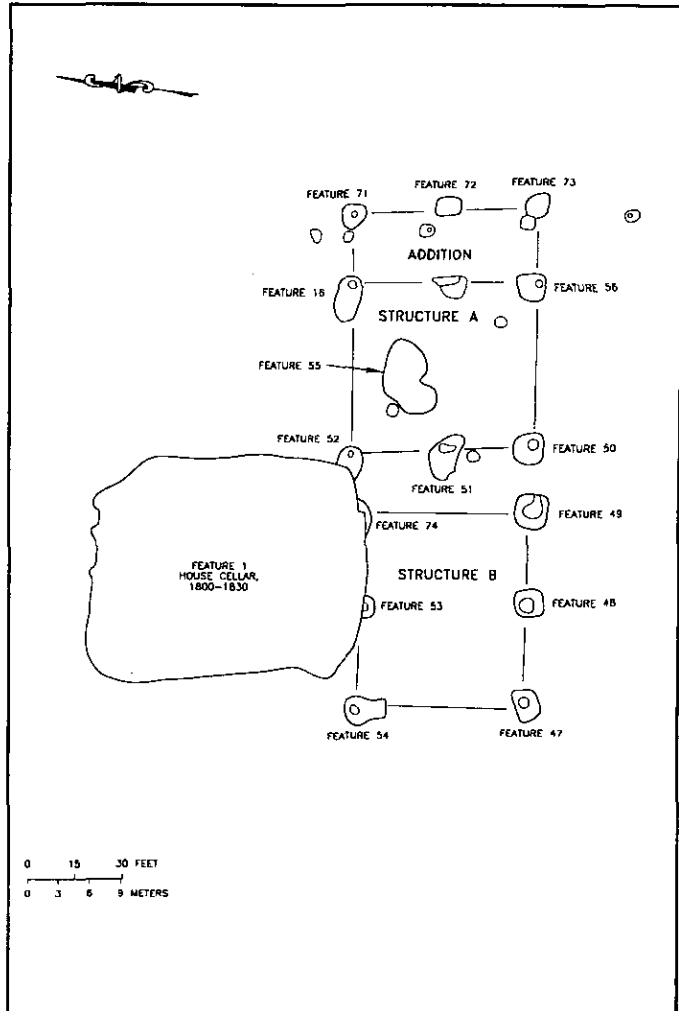 FEATURE 71
FEATURE 72
FEATURE 73
ADDITION
FEATURE 16
FEATURE 56
STRUCTURE A
FEATURE 55
FEATURE 52
FEATURE 50
FEATURE 51
FEATURE 49
FEATURE 74
FEATURE 1
HOUSE CELLAR,
1800-1830
STRUCTURE B
FEATURE 53
FEATURE 48
FEATURE 54
FEATURE 47
0 15 30 FEET
0 3 6 9 METERS